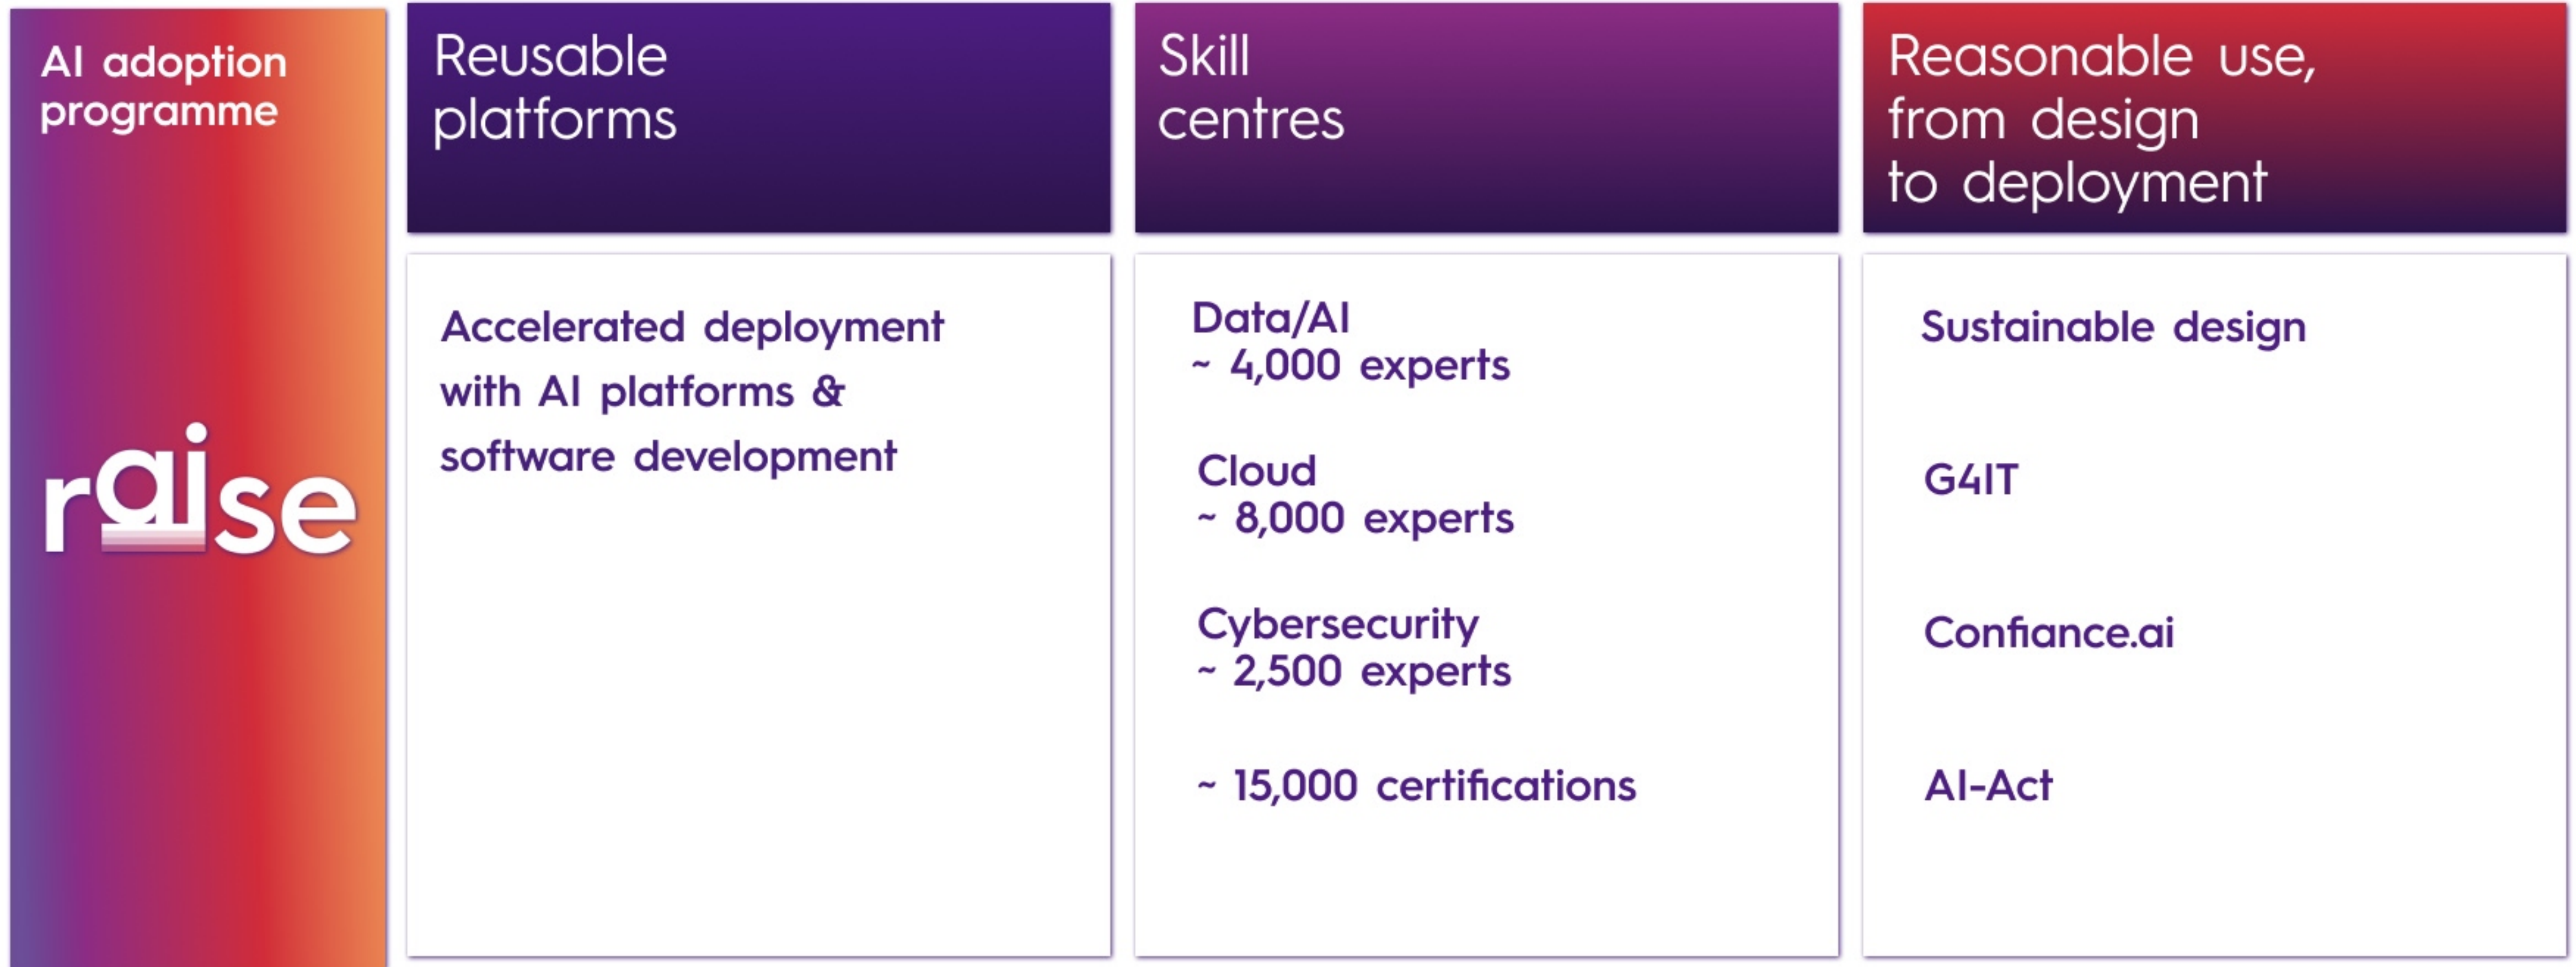 AI adoption
programme
raise
Reusable
platforms
Accelerated deployment
with AI platforms &
software development
Skill
centres
Data/AI
~ 4,000 experts
Cloud
~ 8,000 experts
Cybersecurity
~ 2,500 experts
~ 15,000 certifications
Reasonable use,
from design
to deployment
Sustainable design
G4IT
Confiance.ai
AI-Act